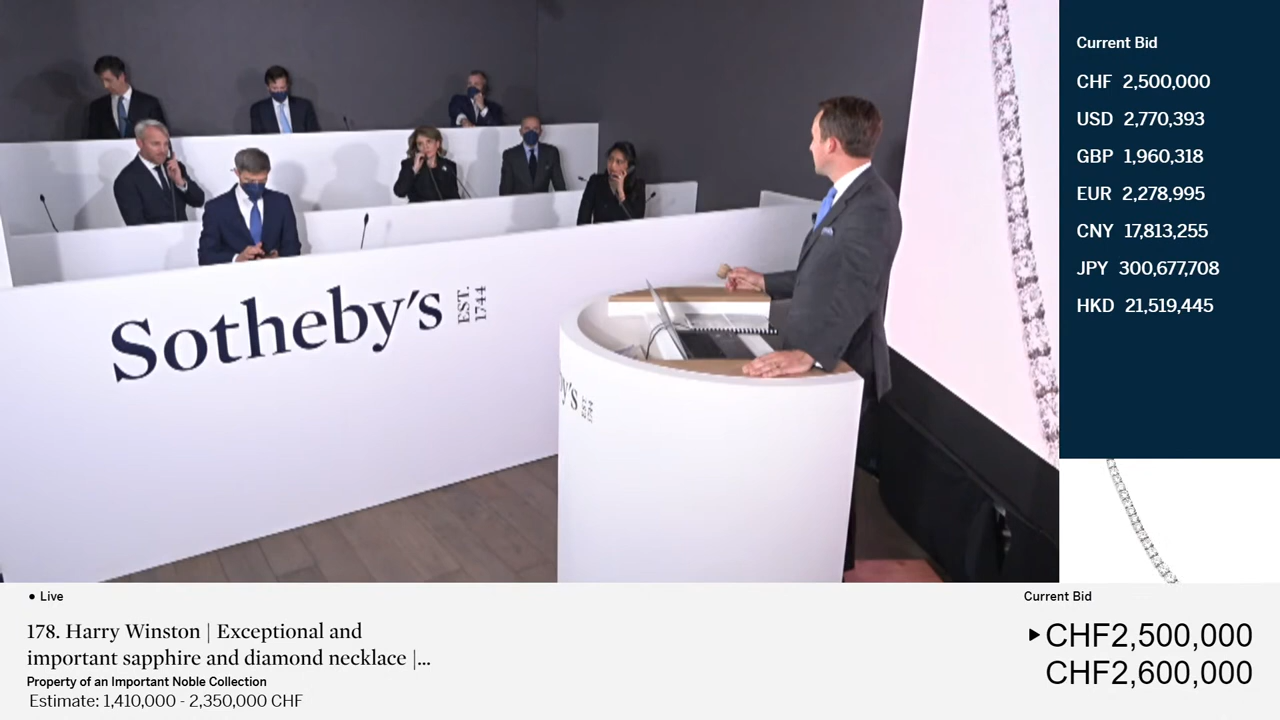 Sotheby's
EST.
1744
y's
EST.
1744
Current Bid
CHF 2,500,000
USD 2,770,393
GBP 1,960,318
EUR 2,278,995
CNY 17,813,255
JPY 300,677,708
HKD 21,519,445
• Live
178. Harry Winston | Exceptional and
important sapphire and diamond necklace |...
Property of an Important Noble Collection
Estimate: 1,410,000 - 2,350,000 CHF
Current Bid
CHF2,500,000
CHF2,600,000